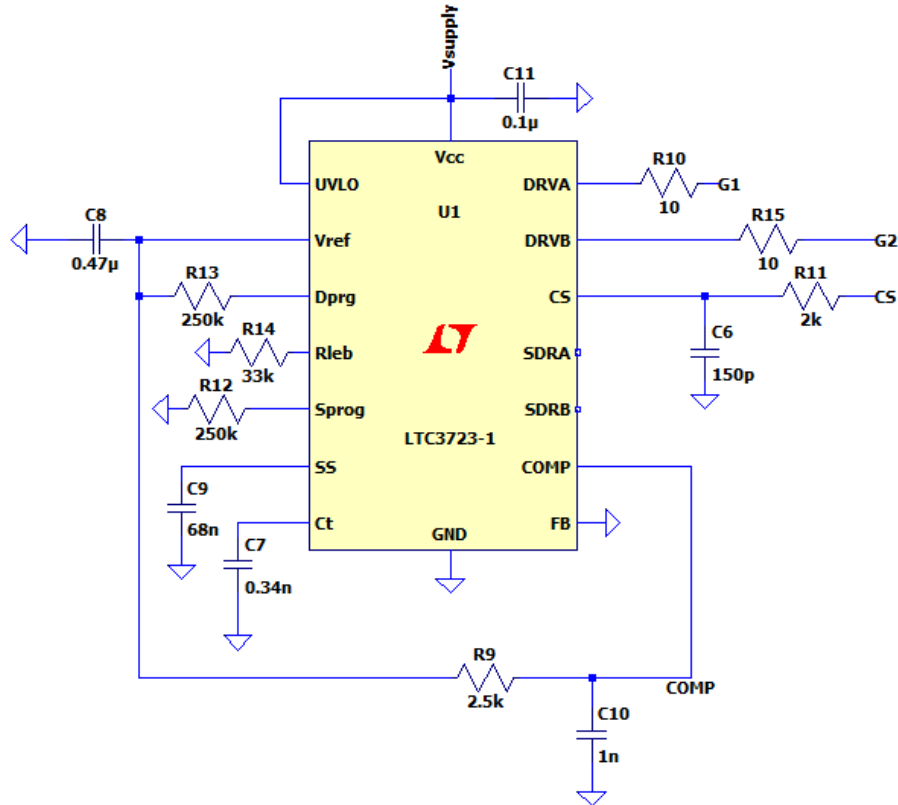 Vsupply
C11
0.1µ
Vcc
UVLO
DRVA
R10
G1
10
U1
C8
Vref
DRVB
R15
G2
0.47µ
10
R13
Dprg
CS
R11
CS
250k
2k
R14
Rleb
SDRA
C6
33k
150p
R12
Sprog
SDRB
250k
LTC3723-1
SS
COMP
C9
68n
Ct
FB
C7
GND
0.34n
R9
2.5k
COMP
C10
1n